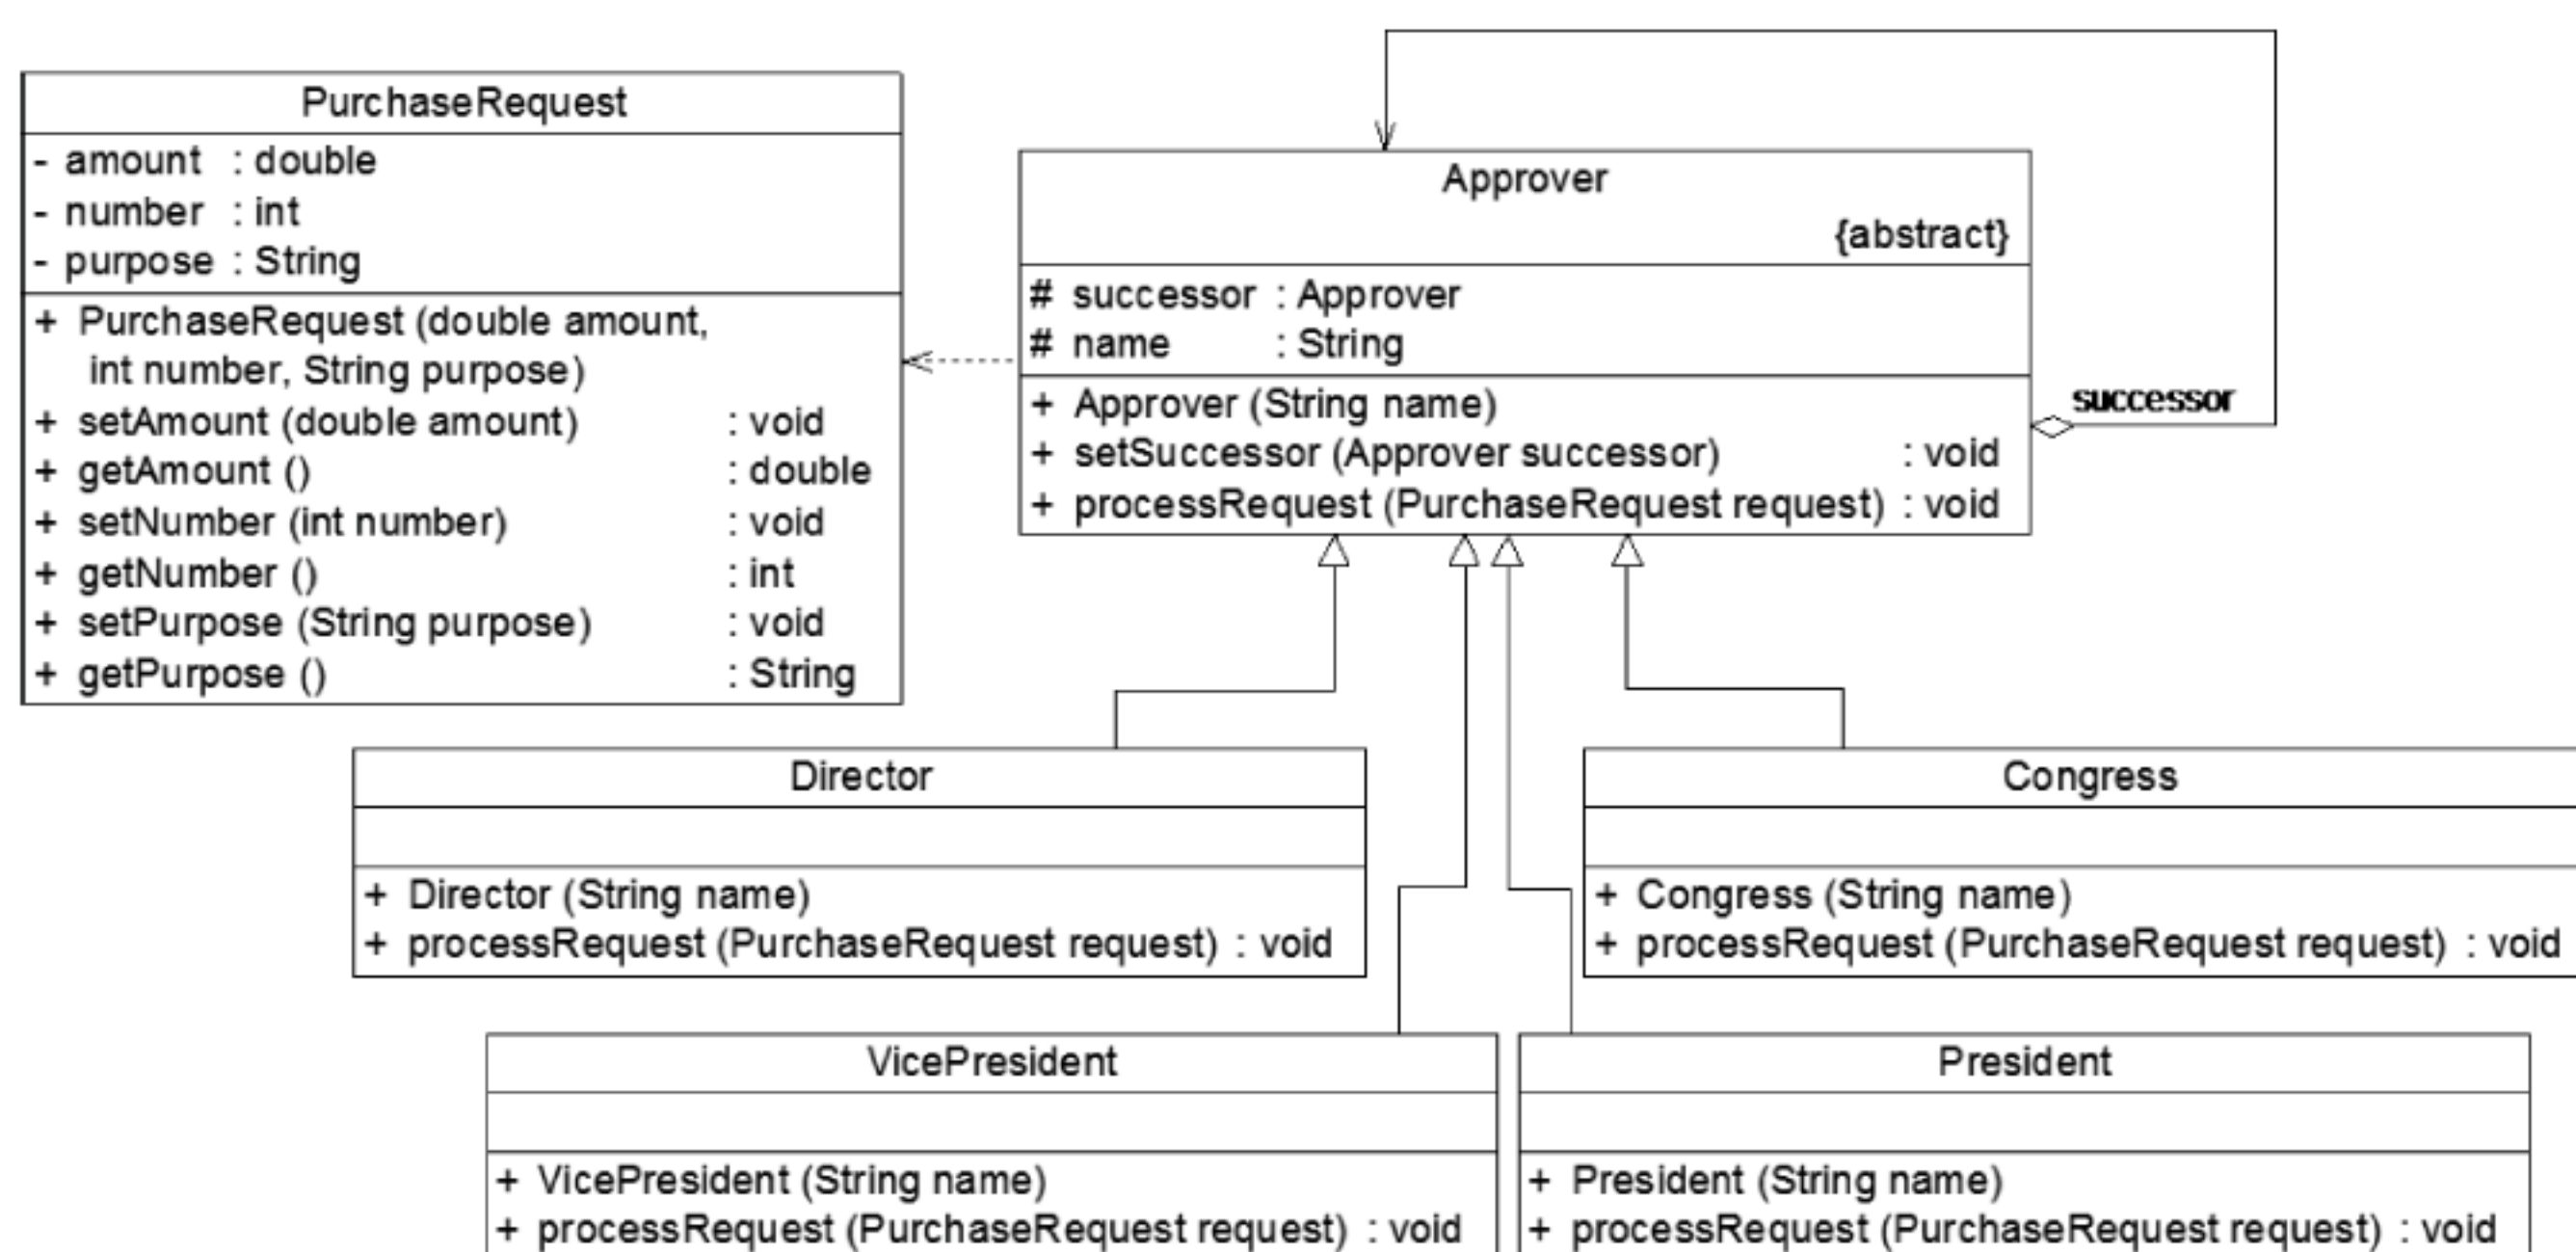 PurchaseRequest
- amount : double
- number : int
- purpose : String
+ PurchaseRequest (double amount,
int number, String purpose)
+ setAmount (double amount) : void
+ getAmount () : double
+ setNumber (int number) : void
+ getNumber () : int
+ setPurpose (String purpose) : void
+ getPurpose () : String
Approver
{abstract}
# successor : Approver
# name : String
+ Approver (String name)
+ setSuccessor (Approver successor) : void
+ processRequest (PurchaseRequest request) : void
successor
Director
+ Director (String name)
+ processRequest (PurchaseRequest request) : void
Congress
+ Congress (String name)
+ processRequest (PurchaseRequest request) : void
VicePresident
+ VicePresident (String name)
+ processRequest (PurchaseRequest request) : void
President
+ President (String name)
+ processRequest (PurchaseRequest request) : void